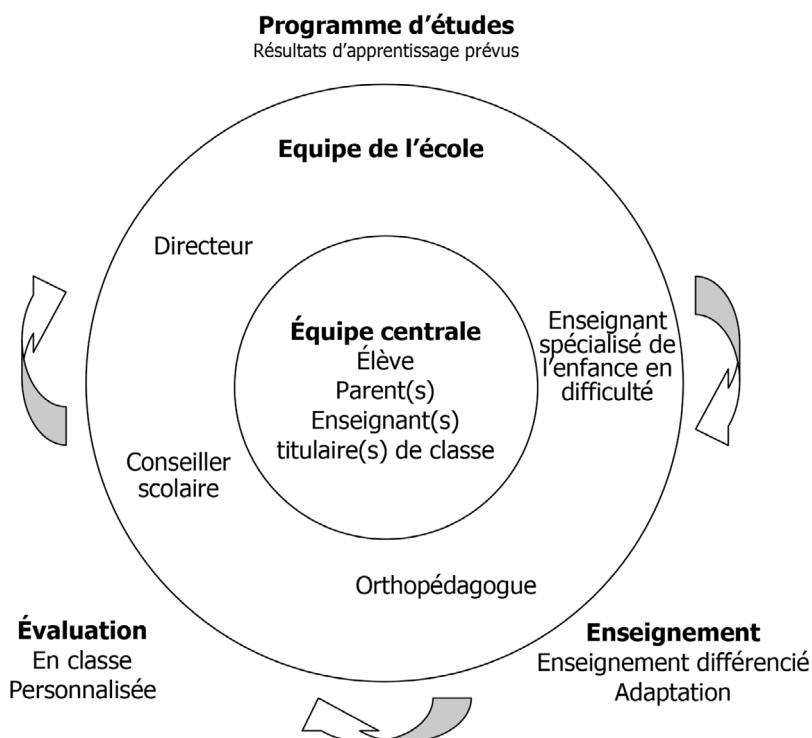 Programme d'études
Résultats d'apprentissage prévus
Equipe de l'école
Directeur
Équipe centrale
Élève
Parent(s)
Enseignant(s)
titulaire(s) de classe
Enseignant
spécialisé de
l'enfance en
difficulté
Conseiller
scolaire
Orthopédagogue
Évaluation
En classe
Personnalisée
Enseignement
Enseignement différencié
Adaptation